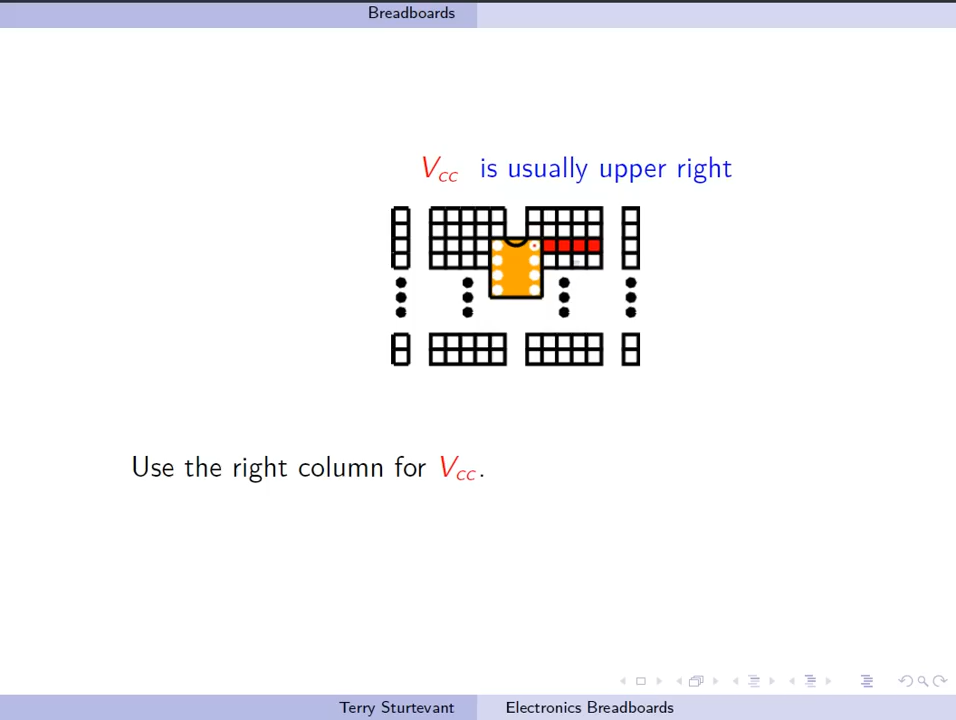 Breadboards
Vcc is usually upper right
Use the right column for Vcc.
Terry Sturtevant
Electronics Breadboards